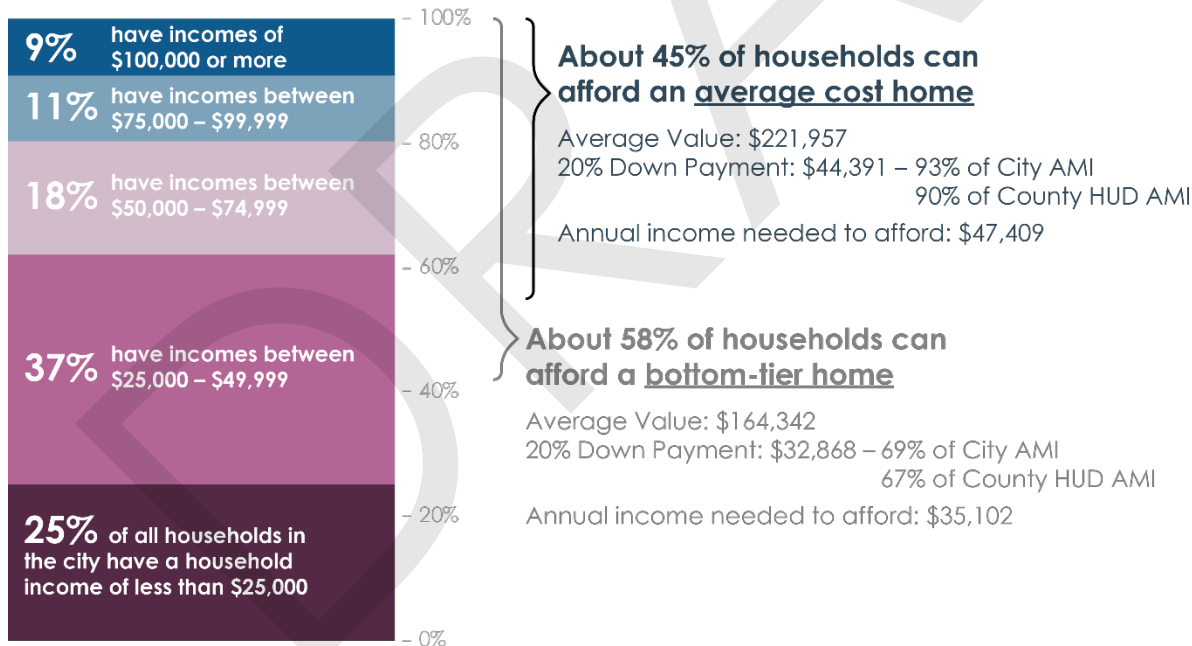 9% have incomes of
$100,000 or more
11% have incomes between
$75,000 – $99,999
18% have incomes between
$50,000 – $74,999
37% have incomes between
$25,000 – $49,999
25% of all households in
the city have a household
income of less than $25,000
100%
80%
60%
40%
20%
0%
About 45% of households can
afford an average cost home
Average Value: $221,957
20% Down Payment: $44,391 – 93% of City AMI
90% of County HUD AMI
Annual income needed to afford: $47,409
About 58% of households can
afford a bottom-tier home
Average Value: $164,342
20% Down Payment: $32,868 – 69% of City AMI
67% of County HUD AMI
Annual income needed to afford: $35,102
DRA